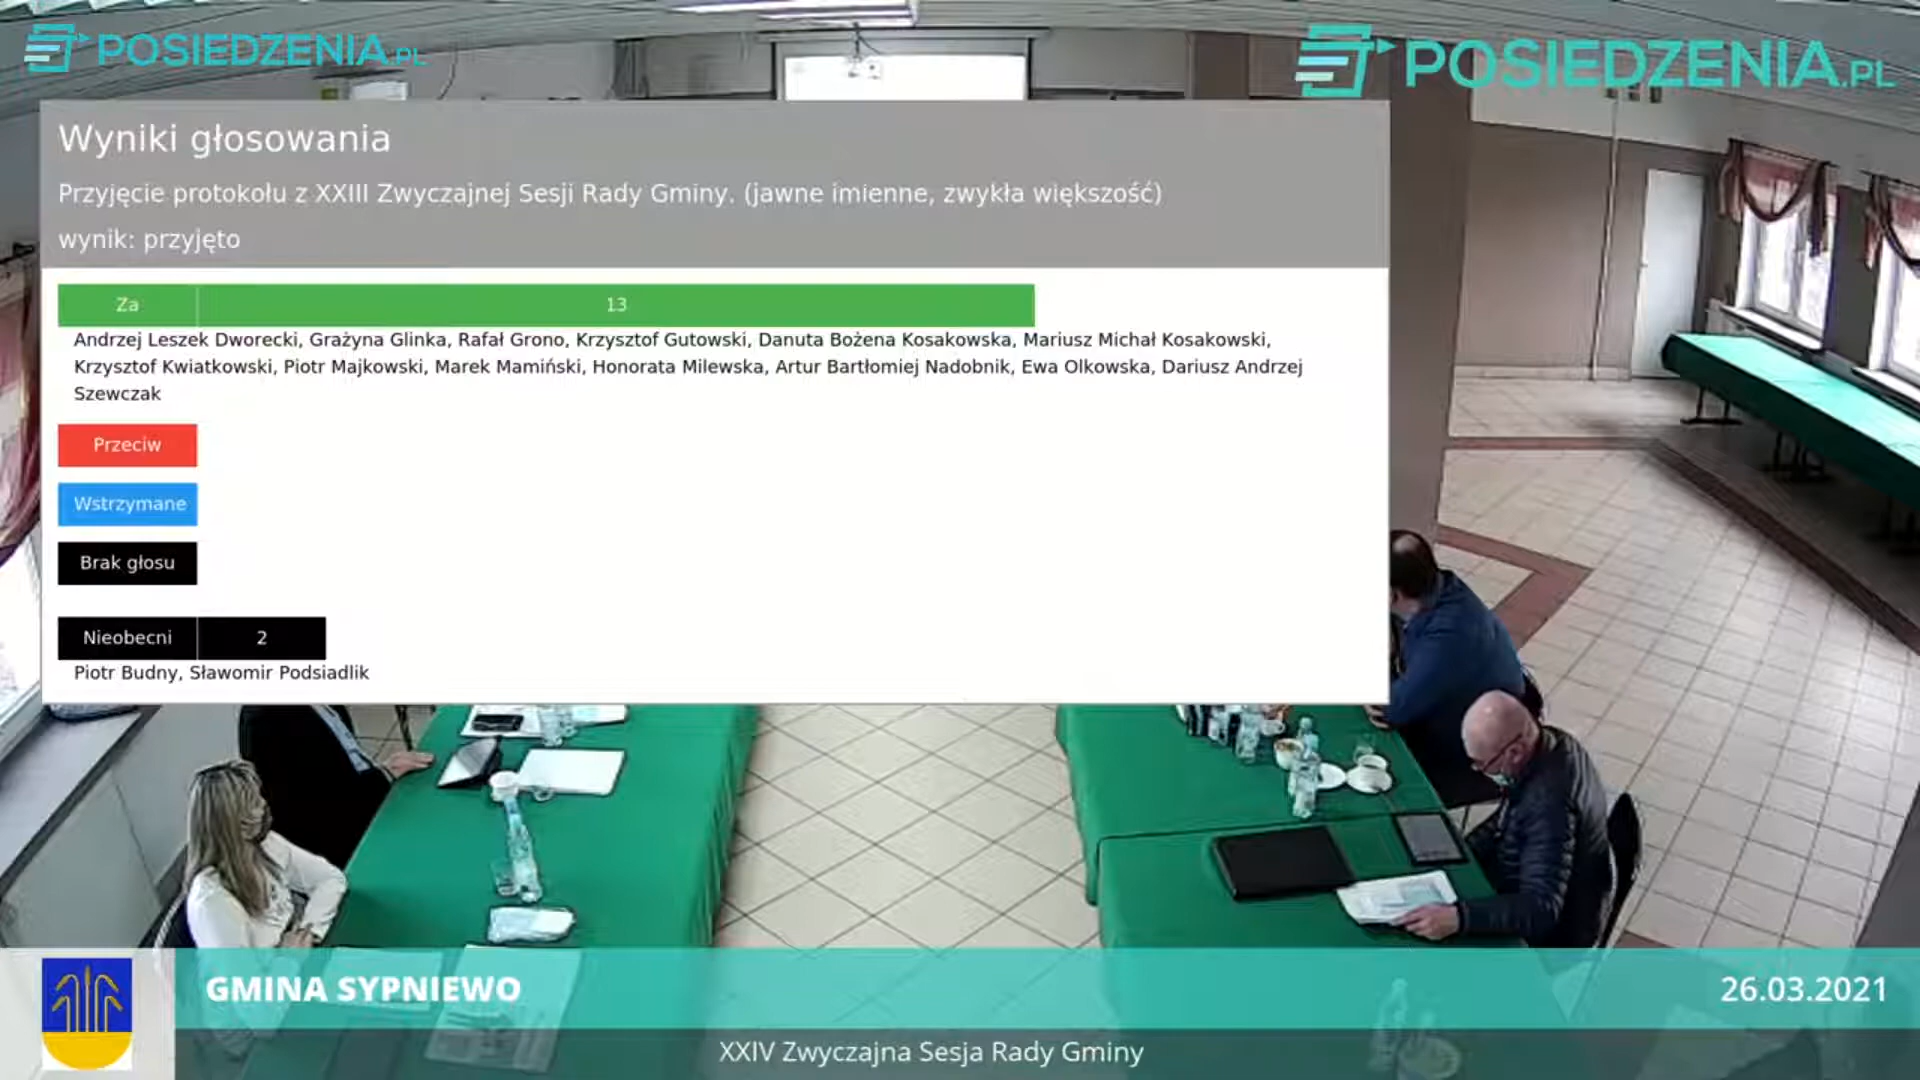 POSIEDZENIA.PL
POSIEDZENIA.PL
Wyniki głosowania
Przyjęcie protokołu z XXIII Zwyczajnej Sesji Rady Gminy. (jawne imienne, zwykła większość)
wynik: przyjęto
Za 13
Andrzej Leszek Dworecki, Grażyna Glinka, Rafał Grono, Krzysztof Gutowski, Danuta Bożena Kosakowska, Mariusz Michał Kosakowski,
Krzysztof Kwiatkowski, Piotr Majkowski, Marek Mamiński, Honorata Milewska, Artur Bartłomiej Nadobnik, Ewa Olkowska, Dariusz Andrzej
Szewczak
Przeciw
Wstrzymane
Brak głosu
Nieobecni 2
Piotr Budny, Sławomir Podsiadlik
GMINA SYPNIEWO
26.03.2021
XXIV Zwyczajna Sesja Rady Gminy